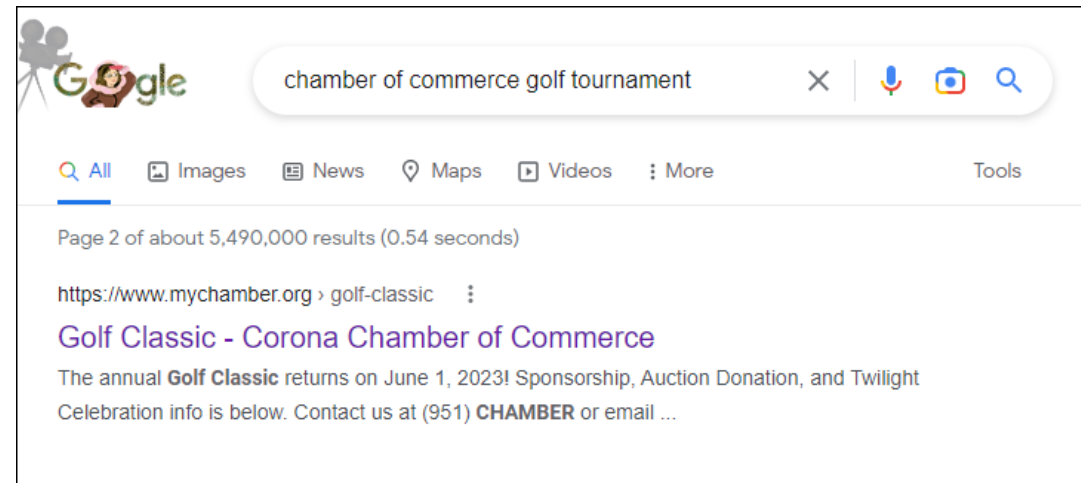 Google
chamber of commerce golf tournament
All Images News Maps Videos More Tools
Page 2 of about 5,490,000 results (0.54 seconds)
https://www.mychamber.org › golf-classic
Golf Classic - Corona Chamber of Commerce
The annual Golf Classic returns on June 1, 2023! Sponsorship, Auction Donation, and Twilight
Celebration info is below. Contact us at (951) CHAMBER or email ...